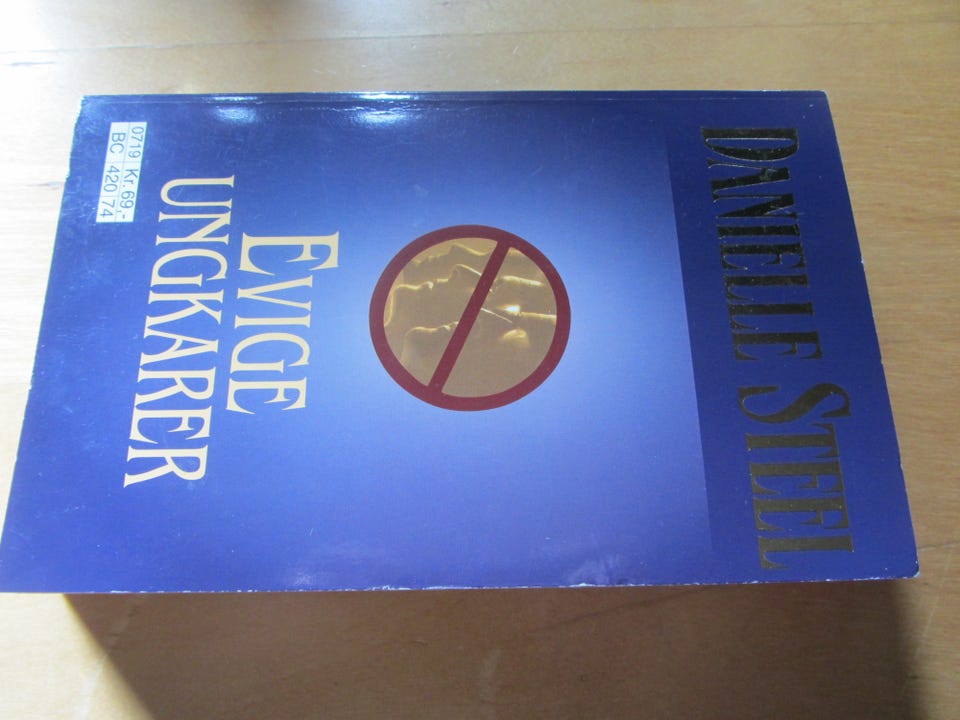 DANIELLE STEEL
EVIGE
UNGKARER
0719 Kr. 69,-
BC 420 74